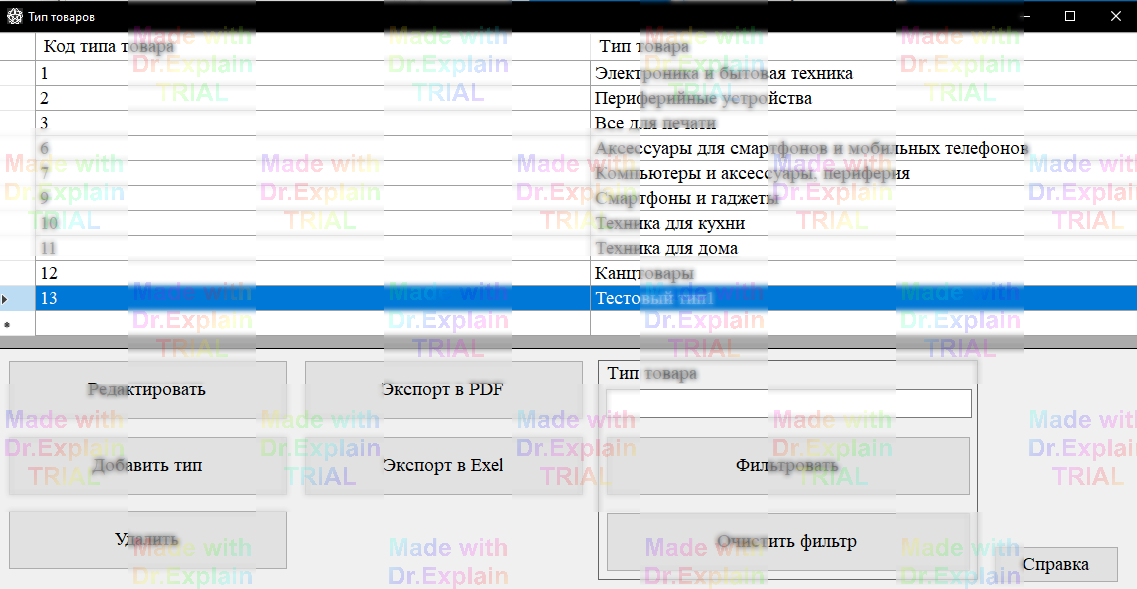 Тип товаров
Код типа товара Тип товара
1 Электроника и бытовая техника
2 Периферийные устройства
3 Все для печати
6 Аксессуары для смартфонов и мобильных телефонов
7 Компьютеры и аксессуары, периферия
9 Смартфоны и гаджеты
10 Техника для кухни
11 Техника для дома
12 Канцтовары
13 Тестовый тип1
Тип товара
Редактировать Экспорт в PDF
Добавить тип Экспорт в Exel Фильтровать
Удалить Очистить фильтр
Справка
Made with
Dr.Explain
TRIAL